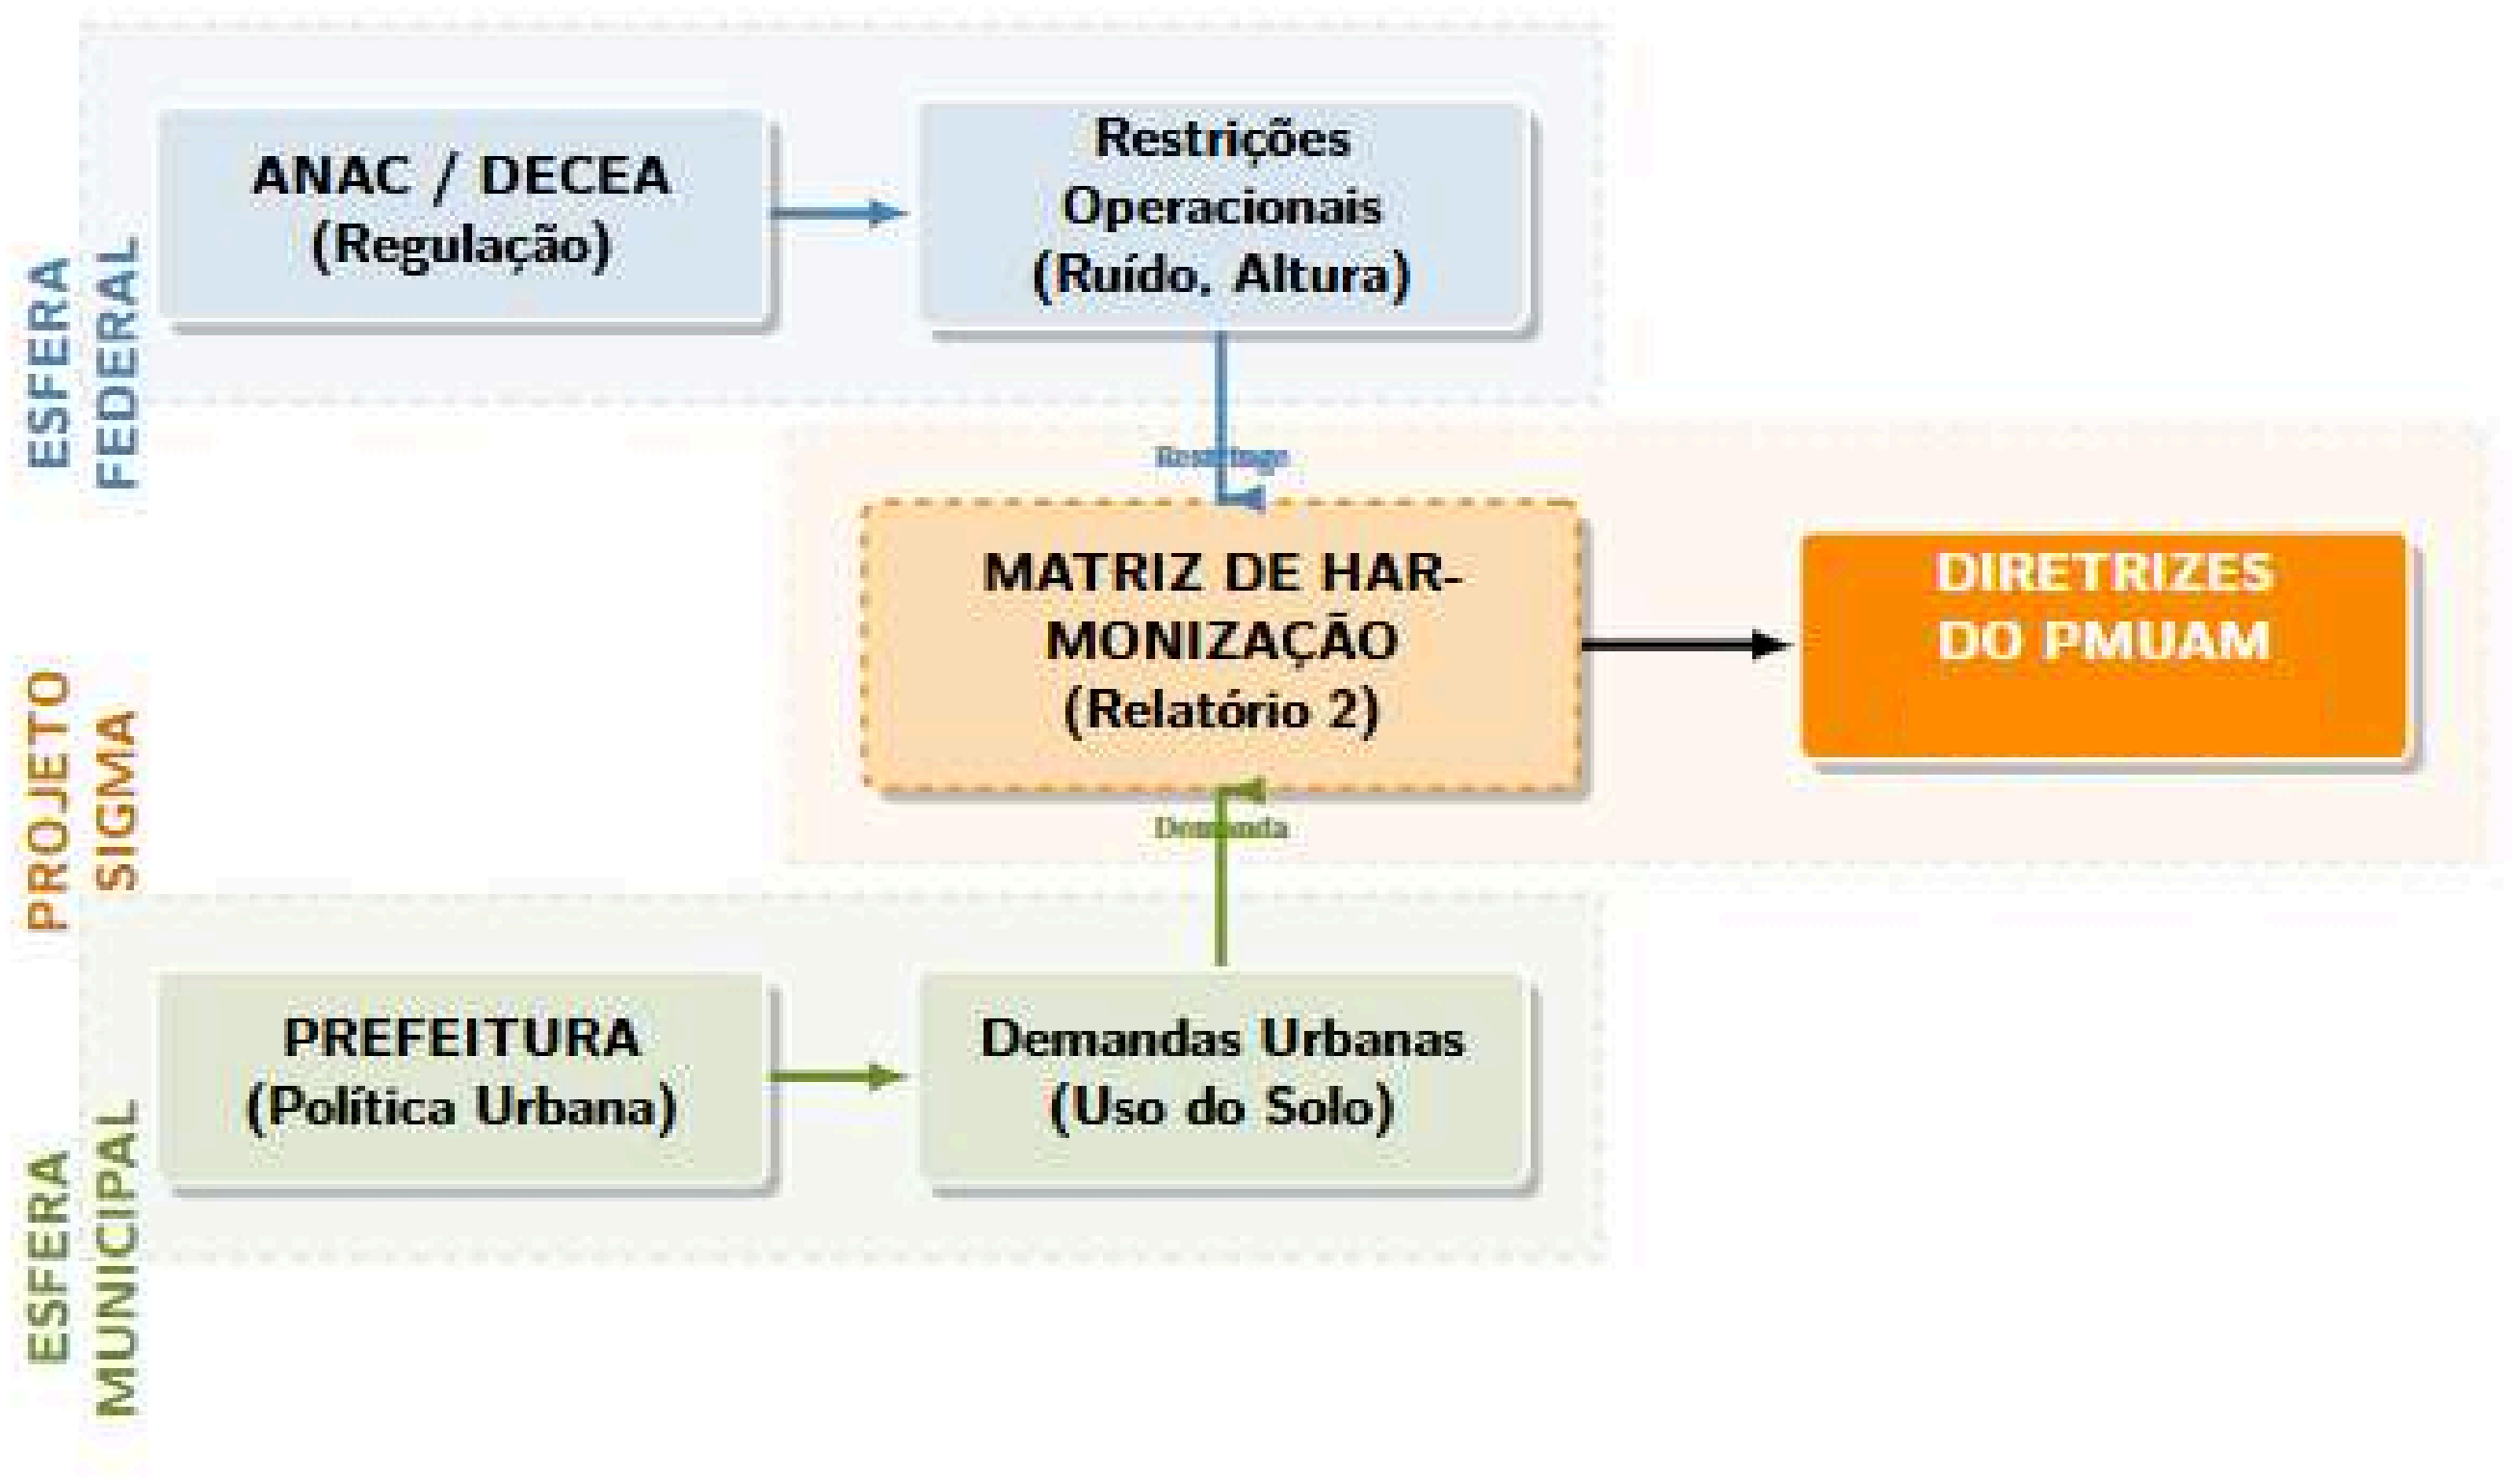 ESFERA
FEDERAL
ANAC / DECEA
(Regulação)
Restrições
Operacionais
(Ruído, Altura)
PROJETO
SIGMA
MATRIZ DE HAR-
MONIZAÇÃO
(Relatório 2)
DIRETRIZES
DO PMUAM
Demanda
ESFERA
MUNICIPAL
PREFEITURA
(Política Urbana)
Demandas Urbanas
(Uso do Solo)